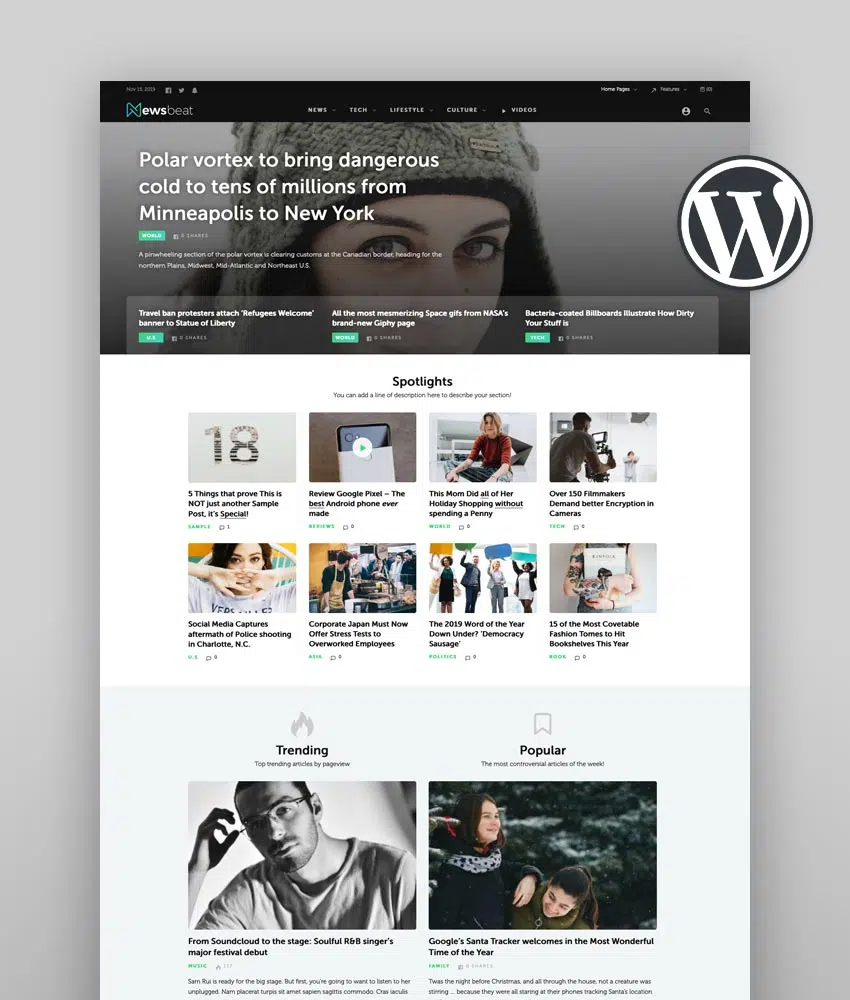 Nov 19, 2019
Home Pages
Features
(0)
Newsbeat
NEWS
TECH
LIFESTYLE
CULTURE
VIDEOS
Polar vortex to bring dangerous
cold to tens of millions from
Minneapolis to New York
WORLD
0 SHARES
A pinwheeling section of the polar vortex is clearing customs at the Canadian border, heading for the
northern Plains, Midwest, Mid-Atlantic and Northeast U.S.
Travel ban protesters attach 'Refugees Welcome'
banner to Statue of Liberty
U.S
0 SHARES
All the most mesmerizing Space gifs from NASA's
brand-new Giphy page
WORLD
0 SHARES
Bacteria-coated Billboards Illustrate How Dirty
Your Stuff is
TECH
0 SHARES
W
Spotlights
You can add a line of description here to describe your section!
18
5 Things that prove This is
NOT just another Sample
Post, it's Special!
SAMPLE
1
Review Google Pixel – The
best Android phone ever
made
REVIEWS
0
This Mom Did all of Her
Holiday Shopping without
spending a Penny
WORLD
0
Over 150 Filmmakers
Demand better Encryption in
Cameras
TECH
0
Social Media Captures
aftermath of Police shooting
in Charlotte, N.C.
U.S
0
Corporate Japan Must Now
Offer Stress Tests to
Overworked Employees
ASIA
0
The 2019 Word of the Year
Down Under? 'Democracy
Sausage'
POLITICS
0
KINFOLK
15 of the Most Covetable
Fashion Tomes to Hit
Bookshelves This Year
BOOK
0
Trending
Top trending articles by pageview
Popular
The most controversial articles of the week!
From Soundcloud to the stage: Soulful R&B singer's
major festival debut
MUSIC
Sam Rui is ready for the big stage. But first, you're going to want to listen to her
unplugged. Nam placerat turpis sit amet sapien sagittis commodo. Cras iaculis
Google's Santa Tracker welcomes in the Most Wonderful
Time of the Year
FAMILY
0 SHARES
Twas the night before Christmas, and all through the house, not a creature was
stirring ... because they were all staring at their phones tracking Santa's location.